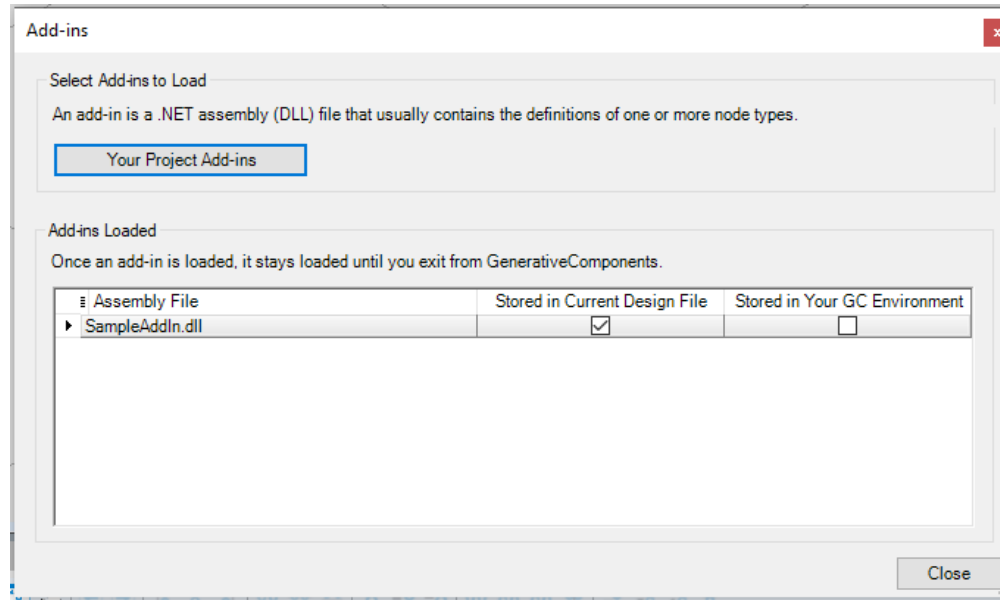 Add-ins
x
Select Add-ins to Load
An add-in is a .NET assembly (DLL) file that usually contains the definitions of one or more node types.
Your Project Add-ins
Add-ins Loaded
Once an add-in is loaded, it stays loaded until you exit from GenerativeComponents.
Assembly File Stored in Current Design File Stored in Your GC Environment
SampleAddIn.dll
Close